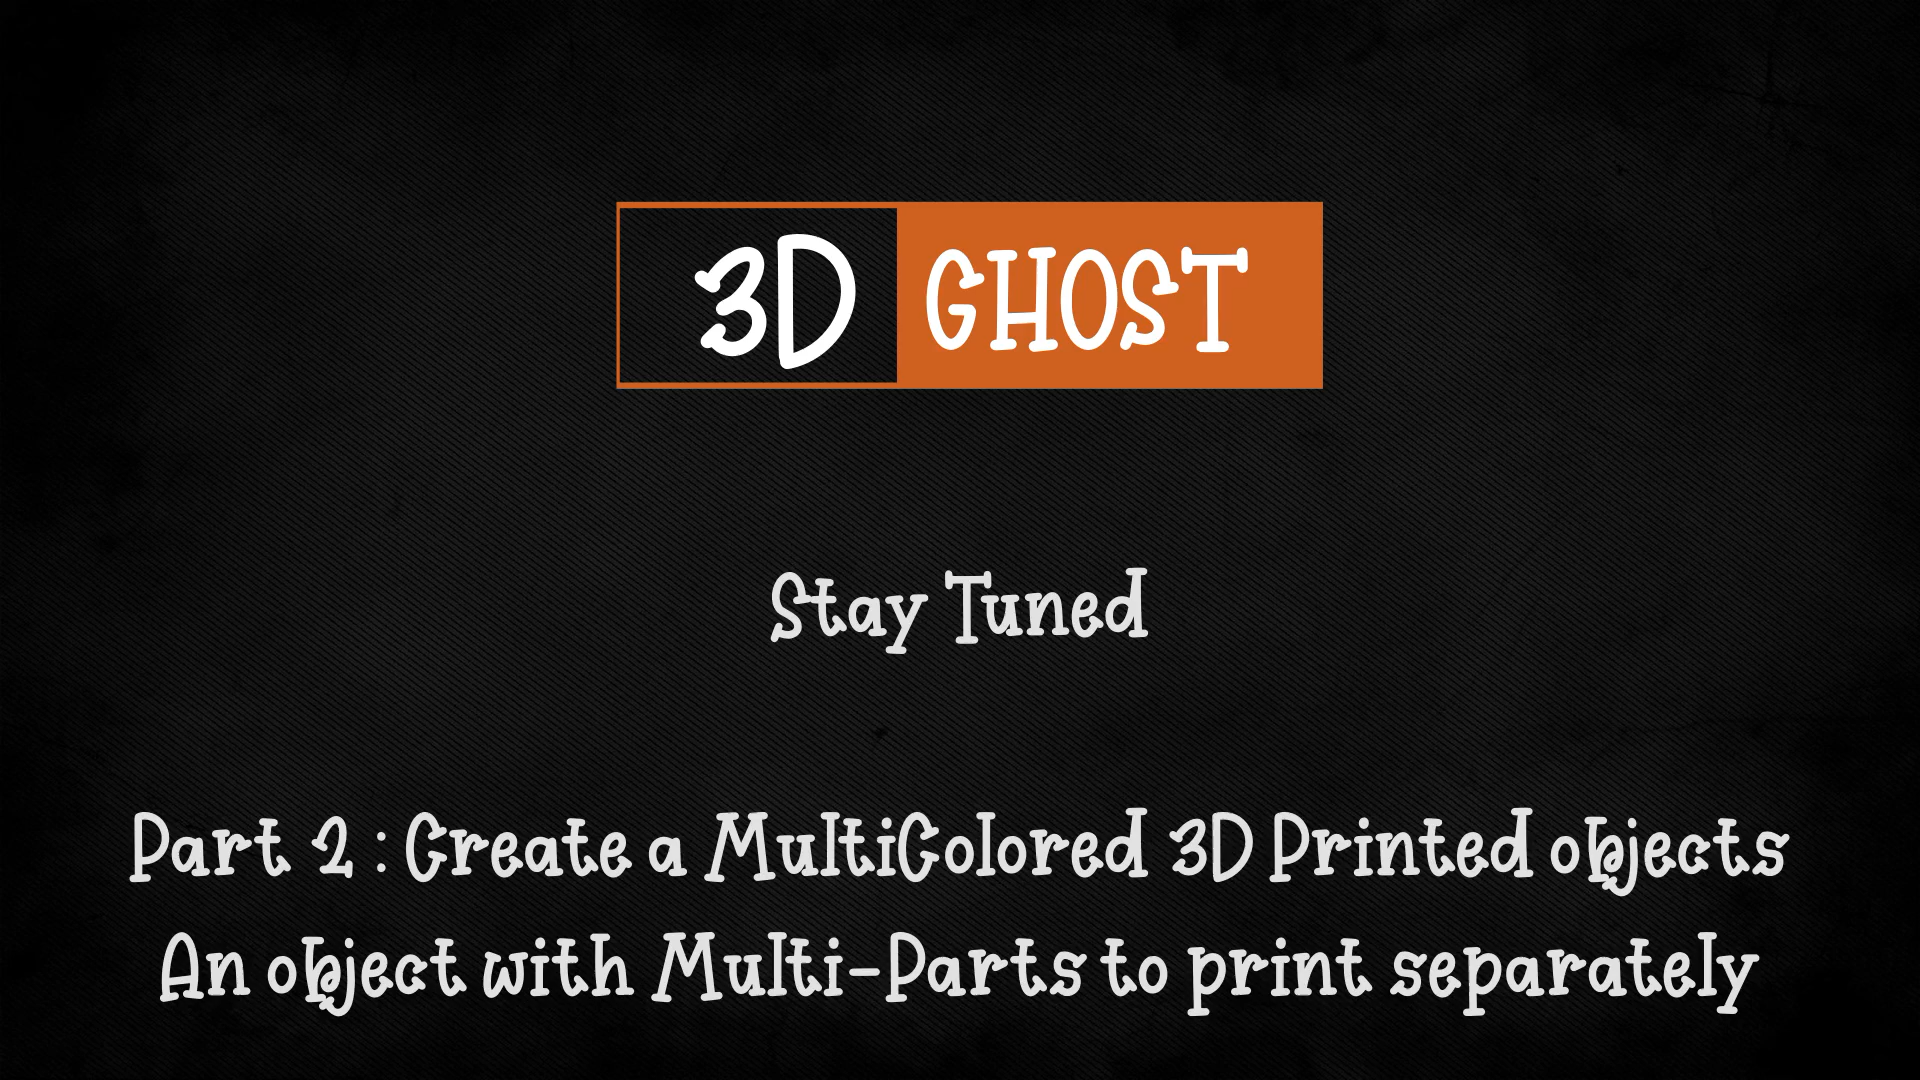 3D GHOST
Stay Tuned
Part 2 : Create a MultiColored 3D Printed objects
An object with Multi-Parts to print separately